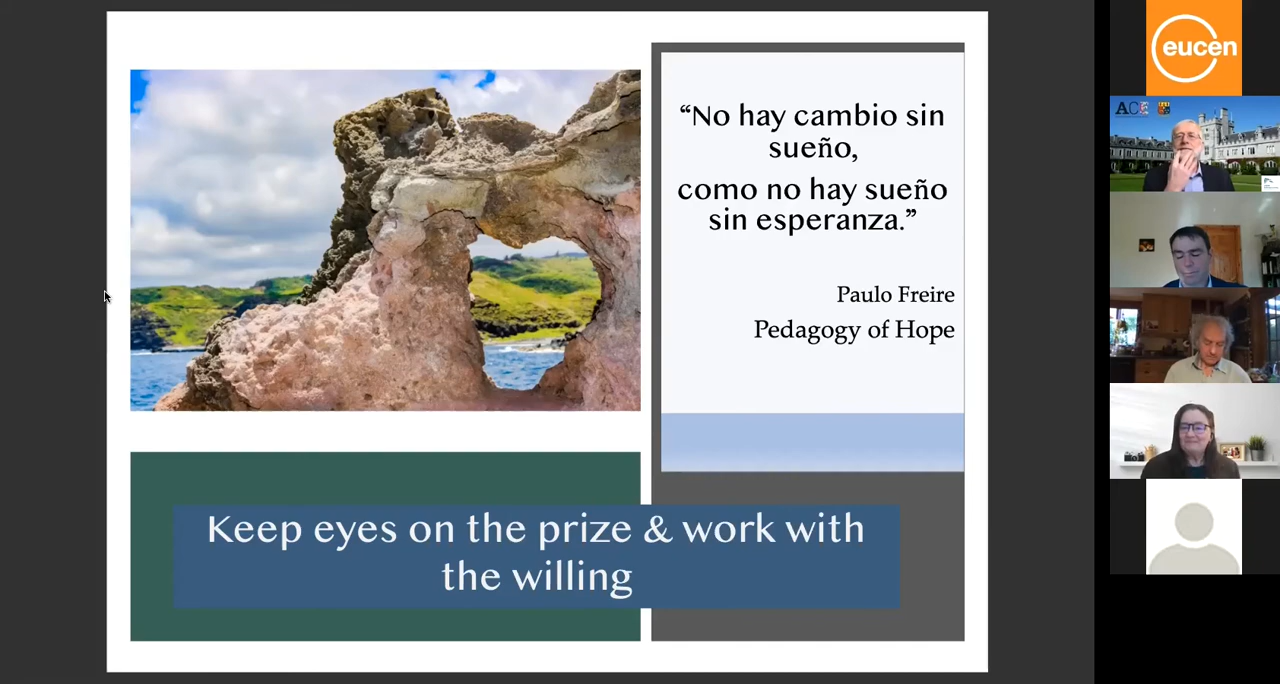 “No hay cambio sin
sueño,
como no hay sueño
sin esperanza.”
Paulo Freire
Pedagogy of Hope
Keep eyes on the prize & work with
the willing
eucen
ACE